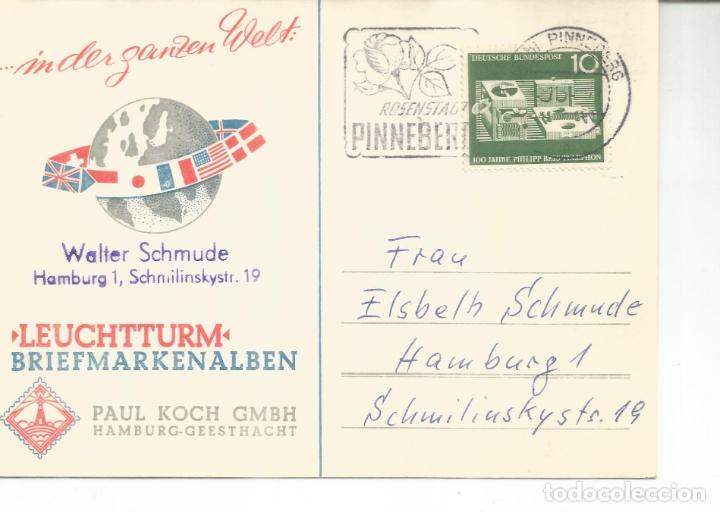 ...in der ganzen Welt:
Walter Schmude
Hamburg 1, Schmilinskystr. 19
LEUCHTTURM
BRIEFMARKENALBEN
PAUL KOCH GMBH
HAMBURG-GEESTHACHT
ROSENSTADT
PINNEBERG
PINNEBERG
DEUTSCHE BUNDESPOST
10
100 JAHRE PHILIPP REIS TELEPHON
Frau
Elsbeth Schmude
Hamburg 1
Schmilinskystr. 19
todocoleccion.net